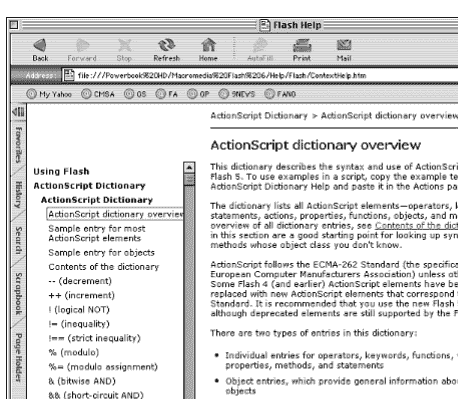 Flash Help
Back Forward Stop Refresh Home AutoFill Print Mail
Address: file:///Powerbook%20HD/Macromedia%20Flash%206/Help/Flash/ContextHelp.htm
My Yahoo CMSA OS FA OP 9NEWS FANO
Favorites
History
Search
Scrapbook
Page Holder
Using Flash
ActionScript Dictionary
ActionScript Dictionary
ActionScript dictionary overview
Sample entry for most
ActionScript elements
Sample entry for objects
Contents of the dictionary
-- (decrement)
++ (increment)
! (logical NOT)
!= (inequality)
!== (strict inequality)
% (modulo)
%= (modulo assignment)
& (bitwise AND)
&& (short-circuit AND)
ActionScript Dictionary > ActionScript dictionary overview
ActionScript dictionary overview
This dictionary describes the syntax and use of ActionScri
Flash 5. To use examples in a script, copy the example te
ActionScript Dictionary Help and paste it in the Actions pa
The dictionary lists all ActionScript elements—operators, k
statements, actions, properties, functions, objects, and m
overview of all dictionary entries, see Contents of the dict
in this section are a good starting point for looking up syn
methods whose object class you don't know.
ActionScript follows the ECMA-262 Standard (the specifica
European Computer Manufacturers Association) unless ot
Some Flash 4 (and earlier) ActionScript elements have be
replaced with new ActionScript elements that correspond t
Standard. It is recommended that you use the new Flash
although deprecated elements are still supported by the F
There are two types of entries in this dictionary:
• Individual entries for operators, keywords, functions,
properties, methods, and statements
• Object entries, which provide general information abo
objects